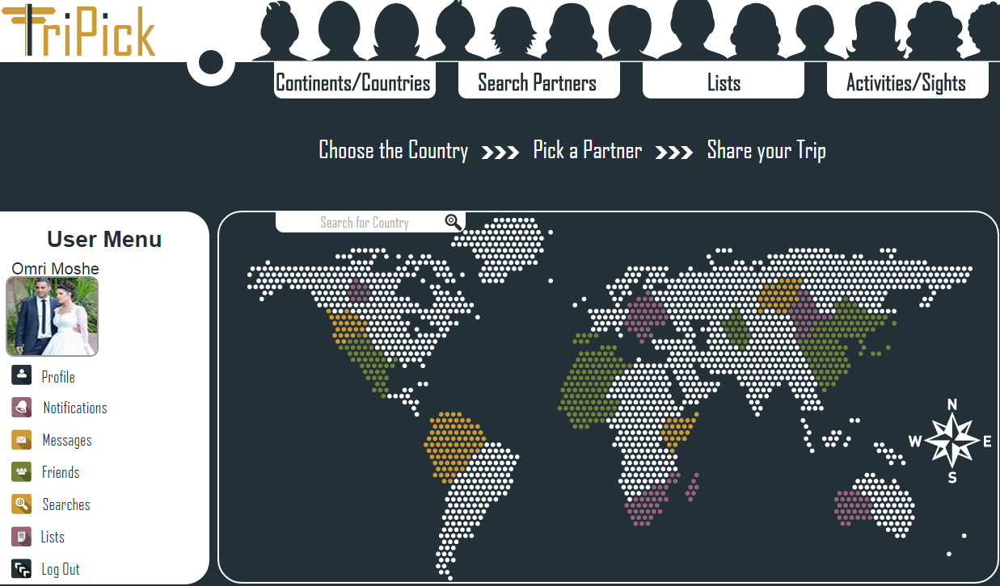 TriPick
Continents/Countries
Search Partners
Lists
Activities/Sights
Choose the Country >>> Pick a Partner >>> Share your Trip
User Menu
Omri Moshe
Profile
Notifications
Messages
Friends
Searches
Lists
Log Out
Search for Country
N
W E
S